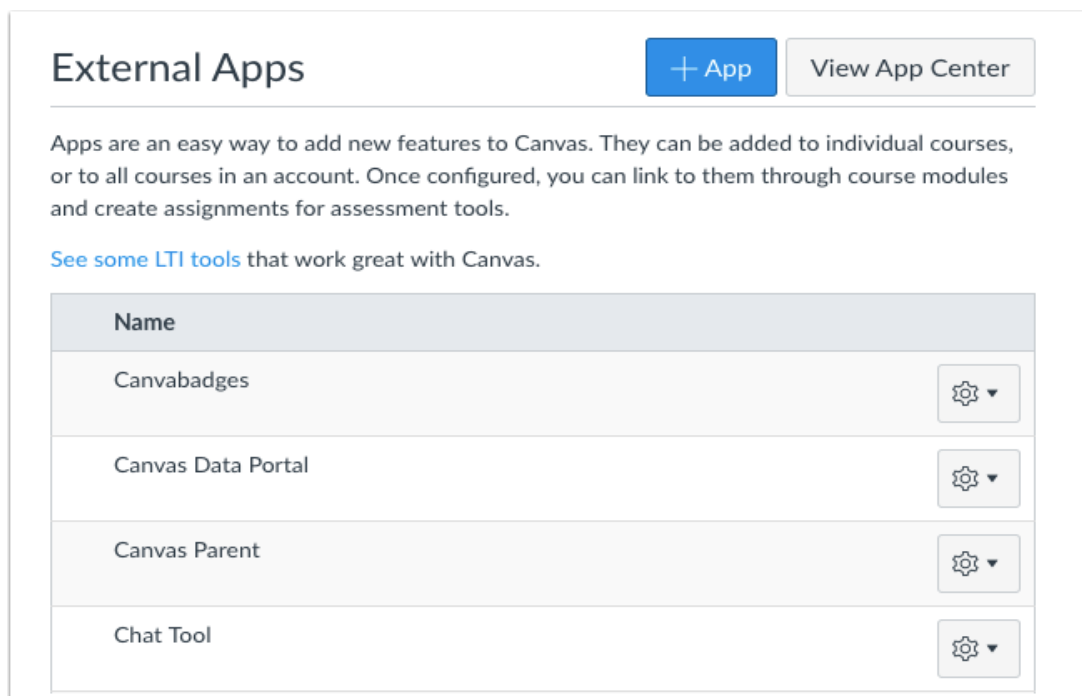 External Apps
+ App
View App Center
Apps are an easy way to add new features to Canvas. They can be added to individual courses,
or to all courses in an account. Once configured, you can link to them through course modules
and create assignments for assessment tools.
See some LTI tools that work great with Canvas.
Name
Canvabadges
Canvas Data Portal
Canvas Parent
Chat Tool